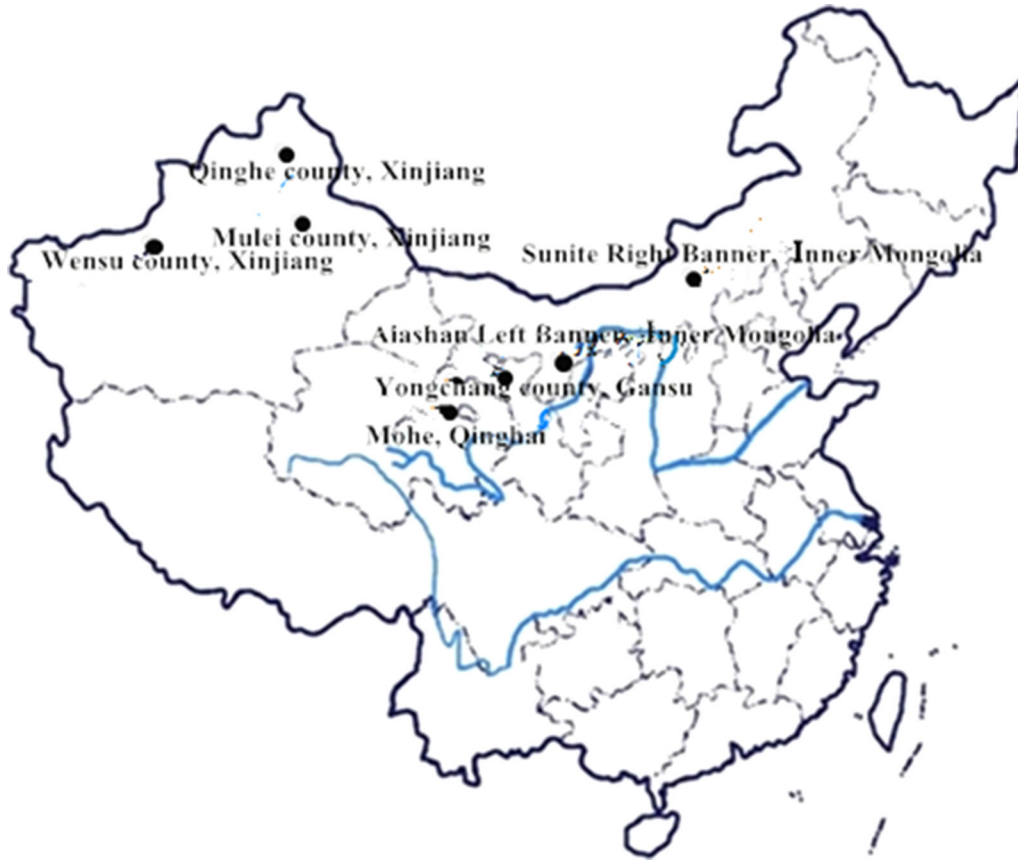 Qinghe county, Xinjiang
Mulei county, Xinjiang
Wensu county, Xinjiang
Sunite Right Banner, Inner Mongolia
Aiashan Left Banner, Inner Mongolia
Yongchang county, Gansu
Mohe, Qinghai